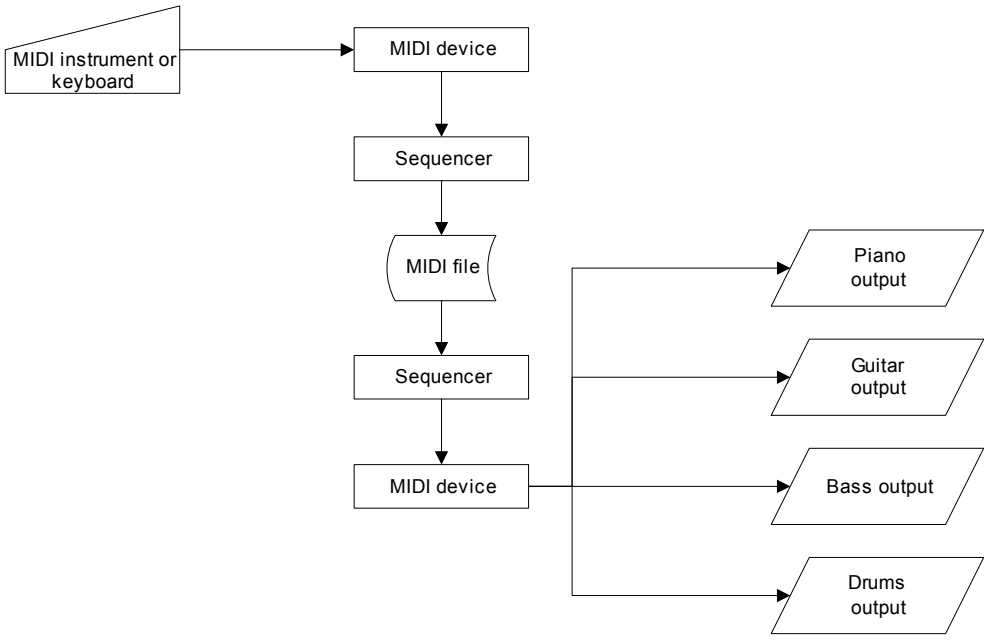 MIDI instrument or
keyboard
MIDI device
Sequencer
MIDI file
Sequencer
MIDI device
Piano
output
Guitar
output
Bass output
Drums
output